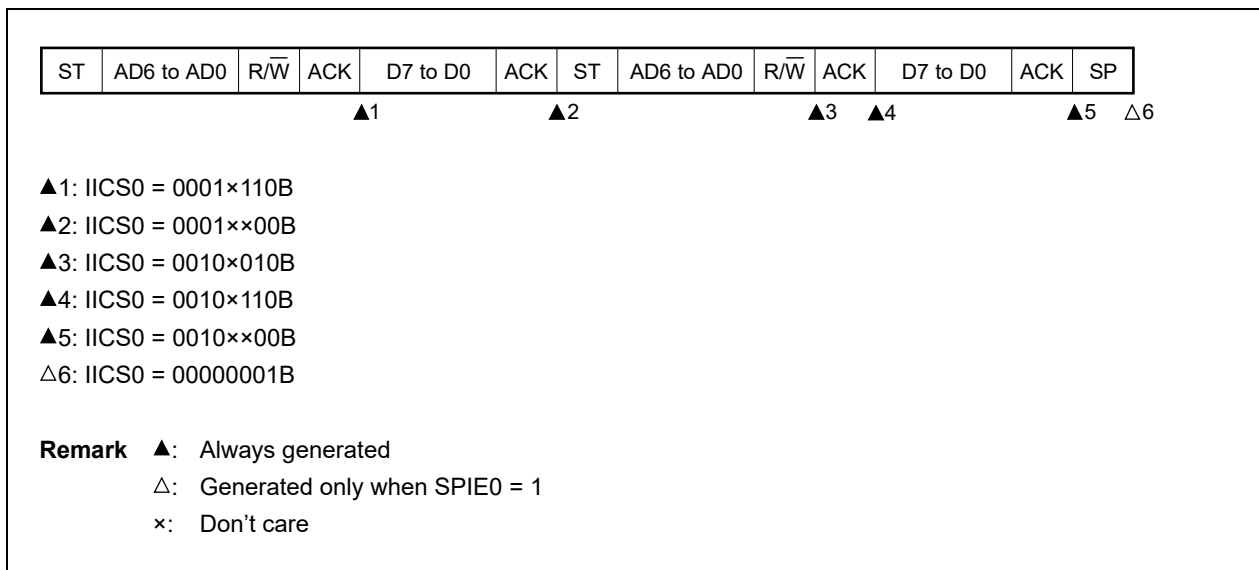 ST AD6 to AD0 R/W̅ ACK D7 to D0 ACK ST AD6 to AD0 R/W̅ ACK D7 to D0 ACK SP
▲1 ▲2 ▲3 ▲4 ▲5 △6
▲1: IICS0 = 0001×110B
▲2: IICS0 = 0001××00B
▲3: IICS0 = 0010×010B
▲4: IICS0 = 0010×110B
▲5: IICS0 = 0010××00B
△6: IICS0 = 00000001B
Remark ▲: Always generated
△: Generated only when SPIE0 = 1
×: Don't care